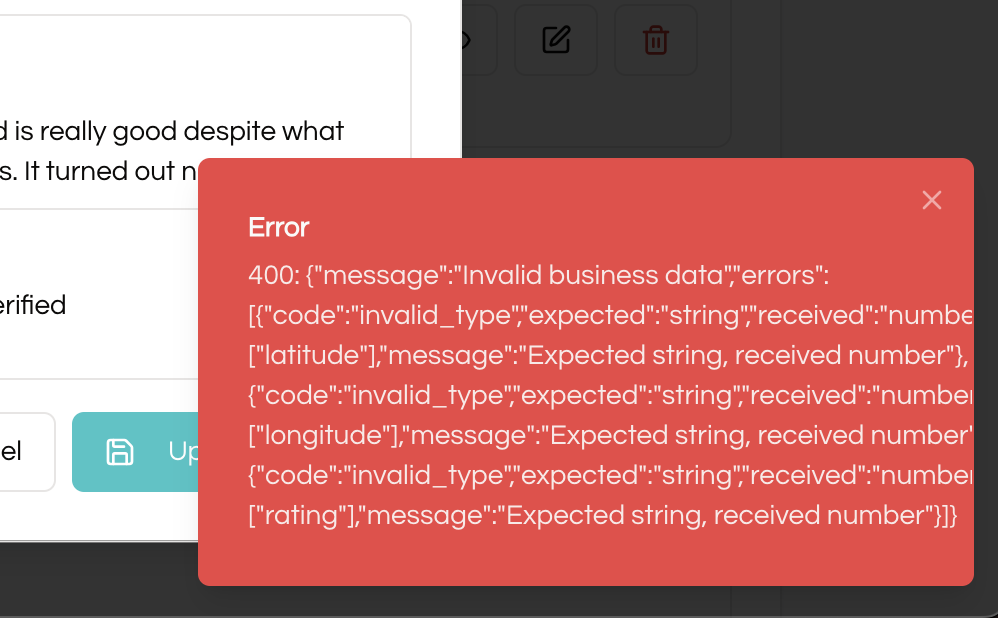 is really good despite what
s. It turned out
Error
400: {"message":"Invalid business data","errors":
[{"code":"invalid_type","expected":"string","received":"numbe
["latitude"],"message":"Expected string, received number"},
{"code":"invalid_type","expected":"string","received":"number
["longitude"],"message":"Expected string, received number"
{"code":"invalid_type","expected":"string","received":"number
["rating"],"message":"Expected string, received number"}]}
erified
el
Up